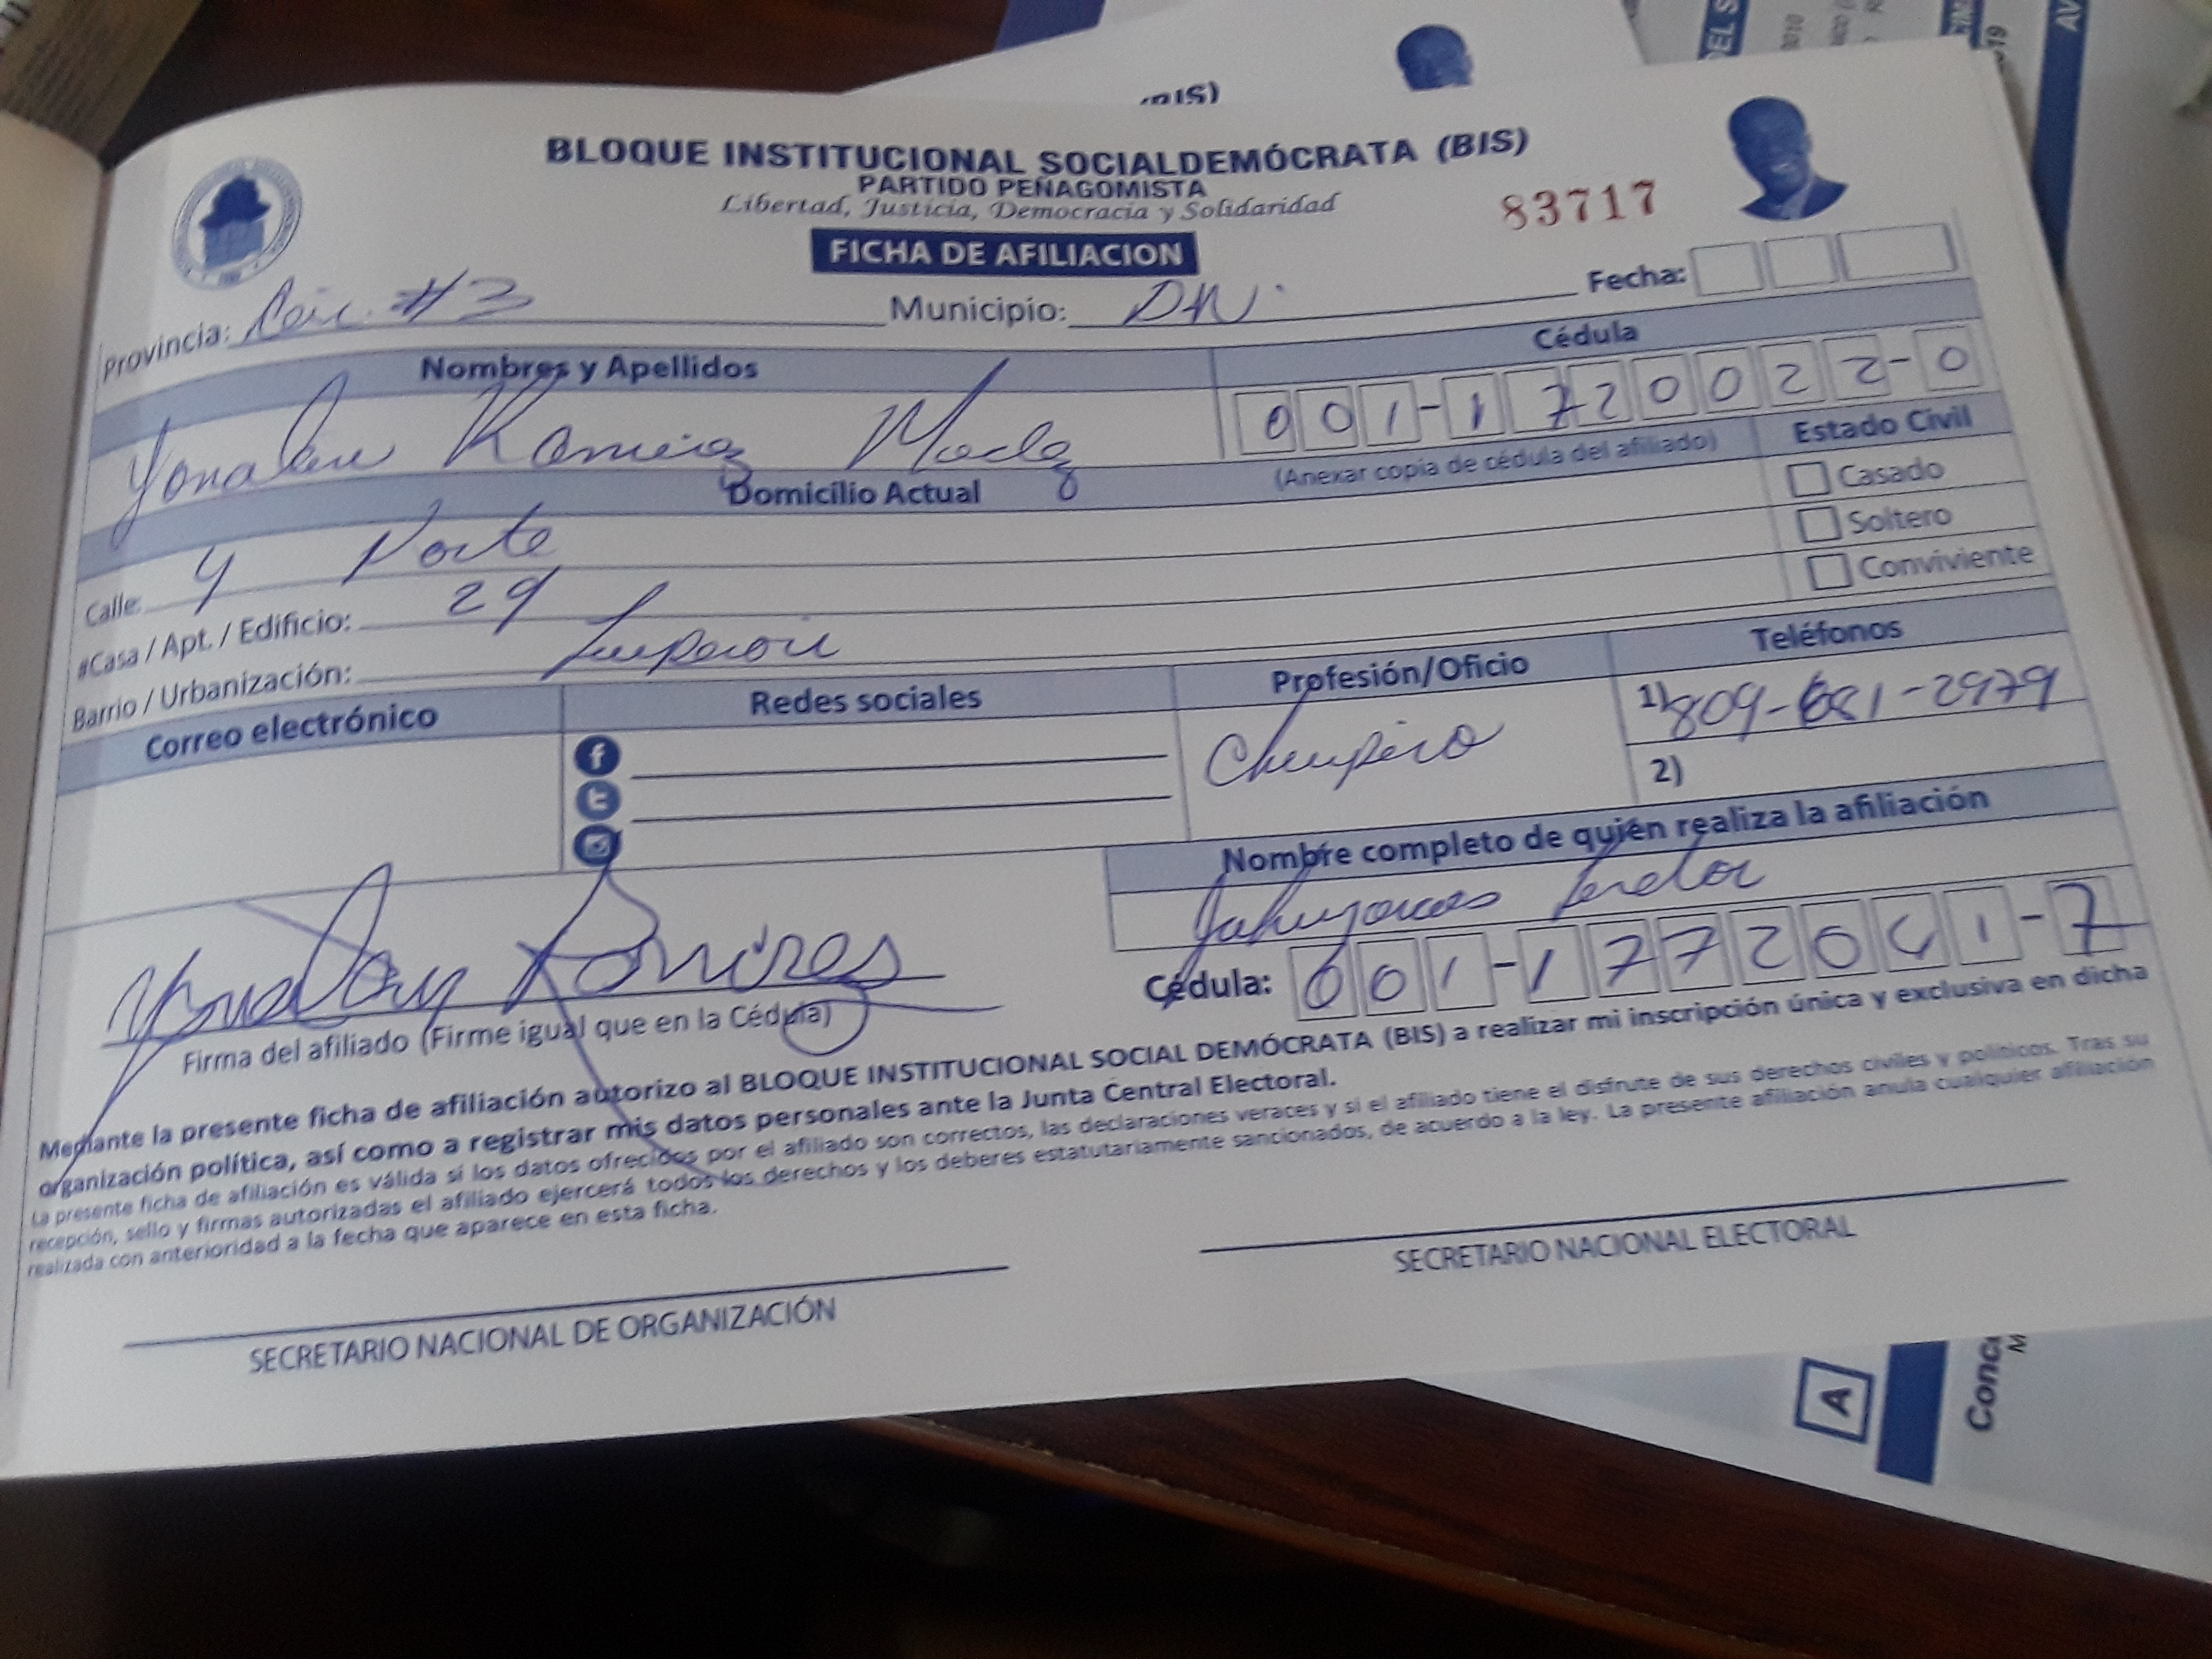 (BIS)
BLOQUE INSTITUCIONAL SOCIALDEMÓCRATA (BIS)
PARTIDO PEÑAGOMISTA
Libertad, Justicia, Democracia y Solidaridad
83717
FICHA DE AFILIACION
Fecha:
Provincia: #3 Municipio: DN.
Nombres y Apellidos Cédula
Ramirez
001-1720022-0
(Anexar copia de cédula del afiliado)
Estado Civil
Domicilio Actual
Casado
Soltero
Conviviente
Calle: Y Norte
#Casa / Apt. / Edificio: 29
Barrio / Urbanización:
Correo electrónico Redes sociales Profesión/Oficio Teléfonos
1) 809-681-2979
2)
Nombre completo de quién realiza la afiliación
Cédula: 001-1772041-7
Firma del afiliado (Firme igual que en la Cédula)
Mediante la presente ficha de afiliación autorizo al BLOQUE INSTITUCIONAL SOCIAL DEMÓCRATA (BIS) a realizar mi inscripción única y exclusiva en dicha
organización política, así como a registrar mis datos personales ante la Junta Central Electoral.
La presente ficha de afiliación es válida si los datos ofrecidos por el afiliado son correctos, las declaraciones veraces y si el afiliado tiene el disfrute de sus derechos civiles y políticos. Tras su
recepción, sello y firmas autorizadas el afiliado ejercerá todos los derechos y los deberes estatutariamente sancionados, de acuerdo a la ley. La presente afiliación anula cualquier afiliación
realizada con anterioridad a la fecha que aparece en esta ficha.
SECRETARIO NACIONAL DE ORGANIZACIÓN
SECRETARIO NACIONAL ELECTORAL
A